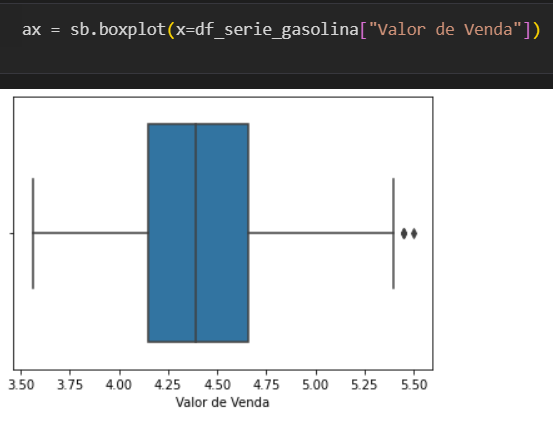 ax = sb.boxplot(x=df_serie_gasolina["Valor de Venda"])
3.50 3.75 4.00 4.25 4.50 4.75 5.00 5.25 5.50
Valor de Venda